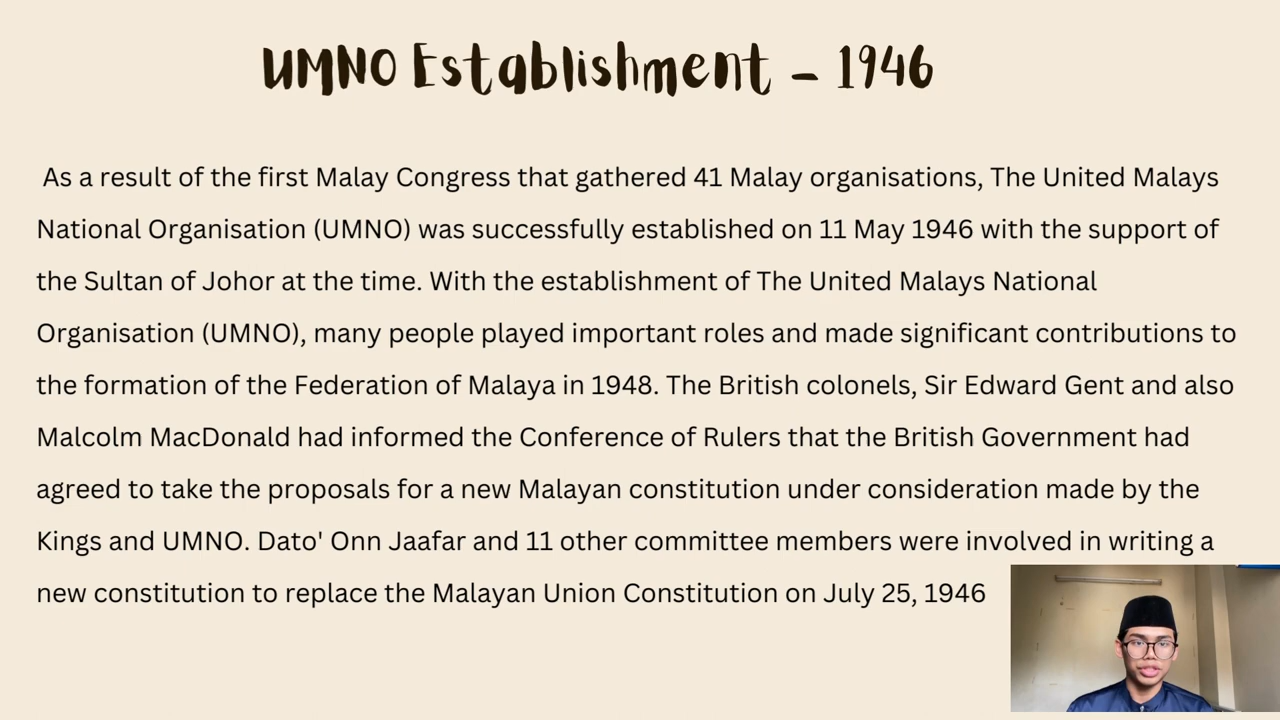 UMNO Establishment - 1946
As a result of the first Malay Congress that gathered 41 Malay organisations, The United Malays
National Organisation (UMNO) was successfully established on 11 May 1946 with the support of
the Sultan of Johor at the time. With the establishment of The United Malays National
Organisation (UMNO), many people played important roles and made significant contributions to
the formation of the Federation of Malaya in 1948. The British colonels, Sir Edward Gent and also
Malcolm MacDonald had informed the Conference of Rulers that the British Government had
agreed to take the proposals for a new Malayan constitution under consideration made by the
Kings and UMNO. Dato' Onn Jaafar and 11 other committee members were involved in writing a
new constitution to replace the Malayan Union Constitution on July 25, 1946